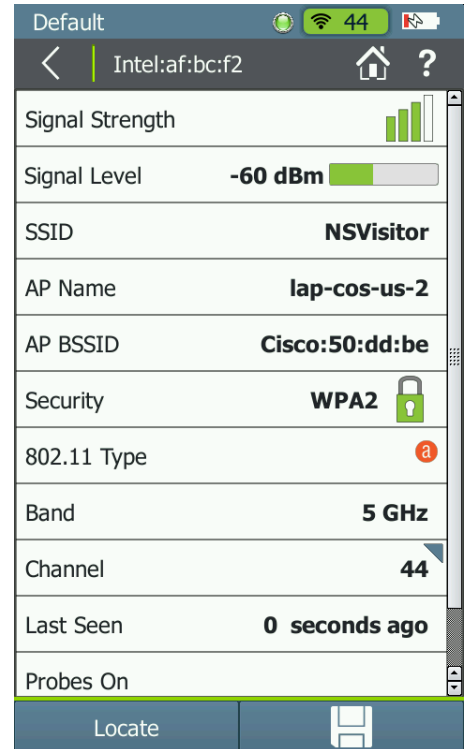 Default 44
Intel:af:bc:f2 ?
Signal Strength
Signal Level -60 dBm
SSID NSVisitor
AP Name lap-cos-us-2
AP BSSID Cisco:50:dd:be
Security WPA2
802.11 Type a
Band 5 GHz
Channel 44
Last Seen 0 seconds ago
Probes On
Locate